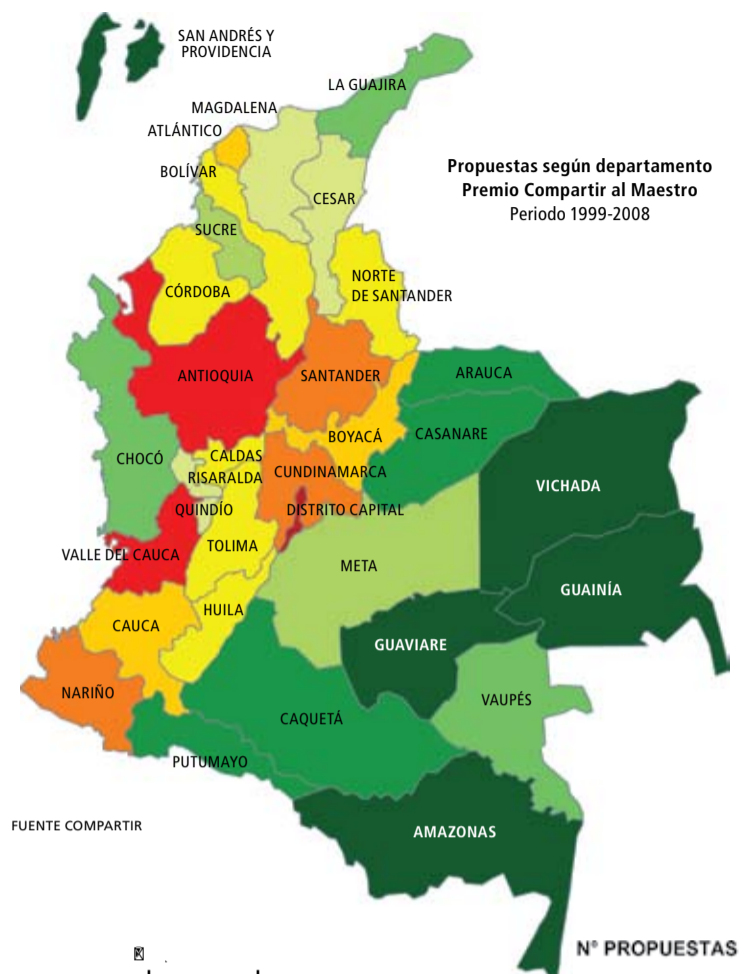 SAN ANDRÉS Y
PROVIDENCIA
LA GUAJIRA
MAGDALENA
ATLÁNTICO
BOLÍVAR
Propuestas según departamento
Premio Compartir al Maestro
Periodo 1999-2008
CESAR
SUCRE
NORTE
DE SANTANDER
CÓRDOBA
ANTIOQUIA
SANTANDER
ARAUCA
BOYACÁ
CASANARE
CHOCÓ
CALDAS
RISARALDA
CUNDINAMARCA
VICHADA
QUINDÍO
DISTRITO CAPITAL
VALLE DEL CAUCA
TOLIMA
META
GUAINÍA
HUILA
CAUCA
GUAVIARE
NARIÑO
VAUPÉS
CAQUETÁ
PUTUMAYO
FUENTE COMPARTIR
AMAZONAS
N° PROPUESTAS